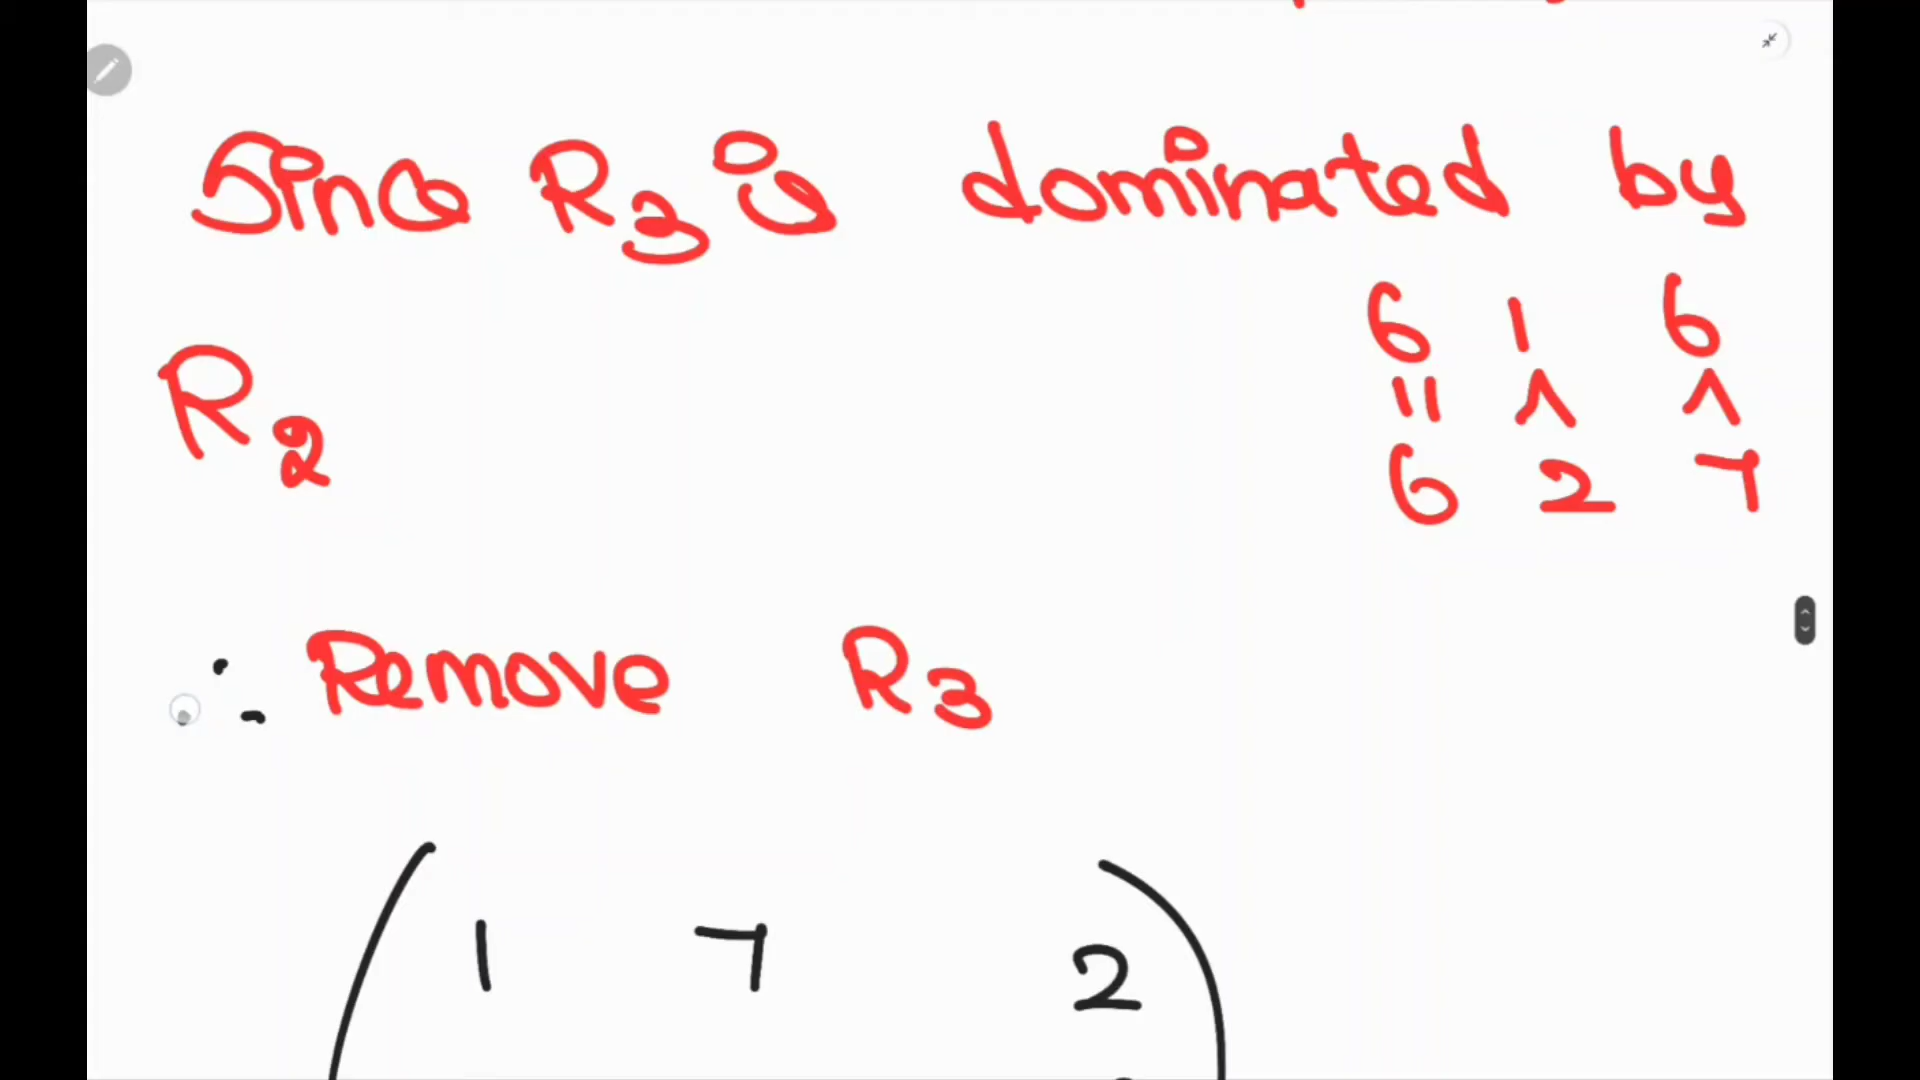 Since R3 is dominated by
6 1 6
R2
" ^ ^
6 2 7
∴ Remove R3
1 7 2